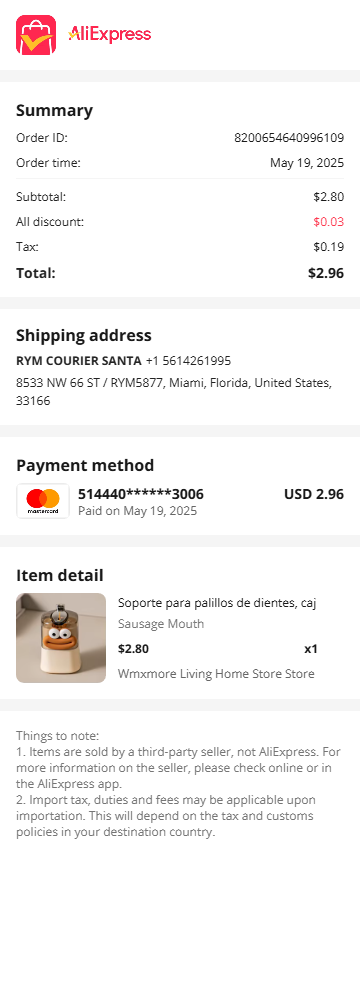 AliExpress
Summary
Order ID: 8200654640996109
Order time: May 19, 2025
Subtotal: $2.80
All discount: $0.03
Tax: $0.19
Total: $2.96
Shipping address
RYM COURIER SANTA +1 5614261995
8533 NW 66 ST / RYM5877, Miami, Florida, United States,
33166
Payment method
mastercard
514440******3006 USD 2.96
Paid on May 19, 2025
Item detail
Soporte para palillos de dientes, caj
Sausage Mouth
$2.80 x1
Wmxmore Living Home Store Store
Things to note:
1. Items are sold by a third-party seller, not AliExpress. For
more information on the seller, please check online or in
the AliExpress app.
2. Import tax, duties and fees may be applicable upon
importation. This will depend on the tax and customs
policies in your destination country.